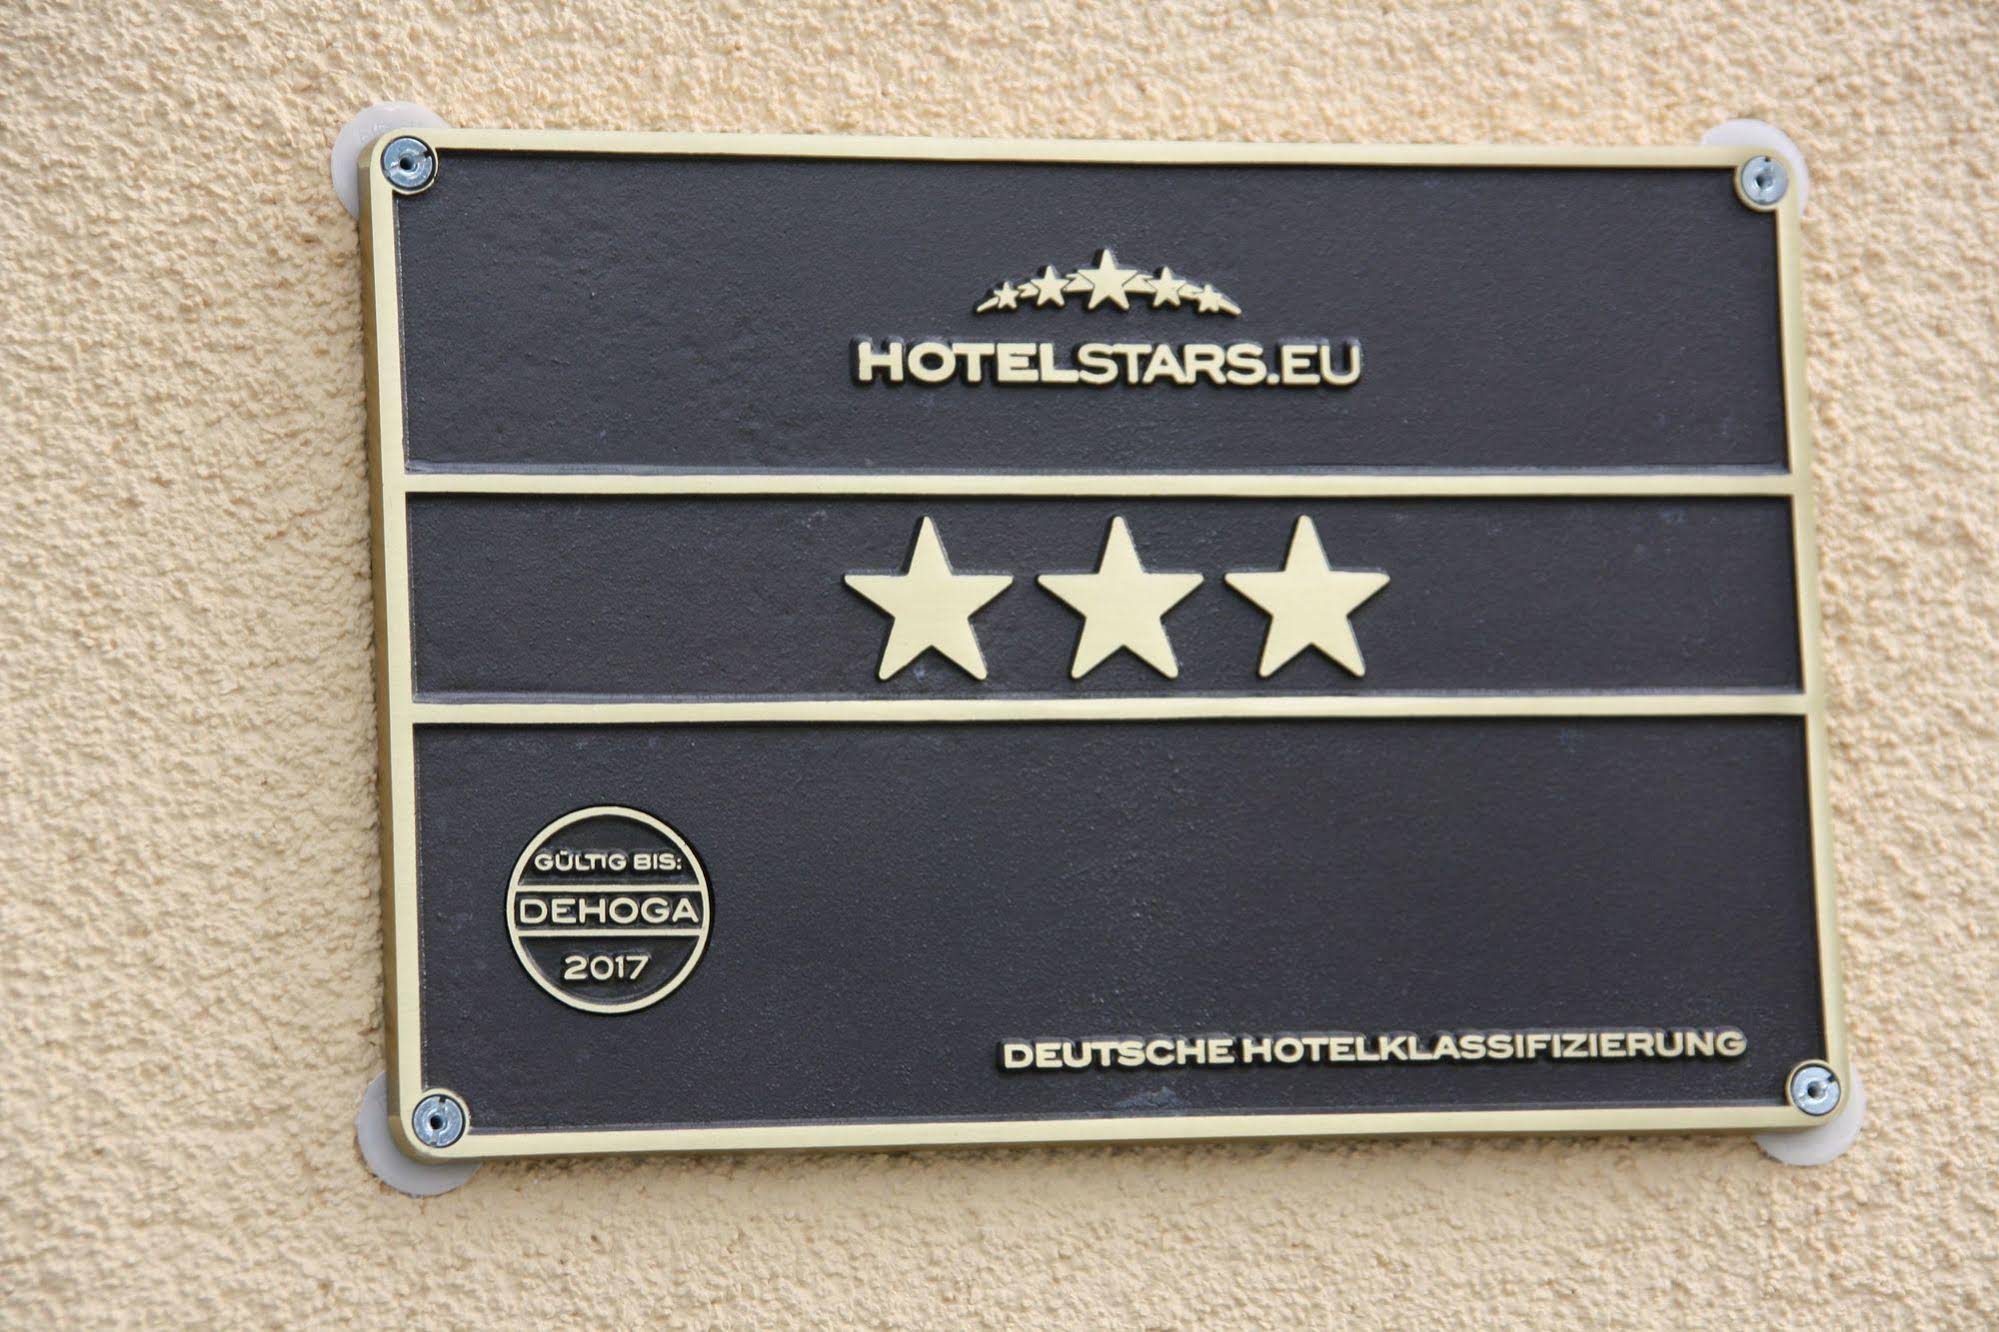 HOTELSTARS.EU
GÜLTIG BIS:
DEHOGA
2017
DEUTSCHE HOTELKLASSIFIZIERUNG